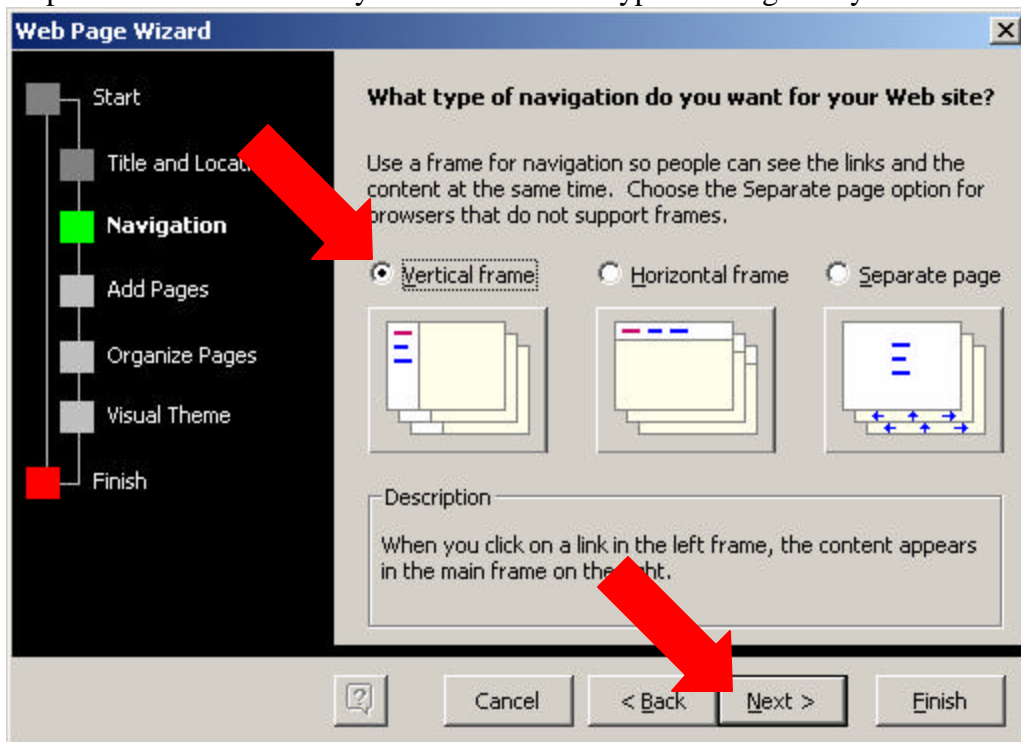 Web Page Wizard
Start
Title and
Navigation
Add Pages
Organize Pages
Visual Theme
Finish
What type of navigation do you want for your Web site?
Use a frame for navigation so people can see the links and the
content at the same time. Choose the Separate page option for
browsers that do not support frames.
Vertical frame Horizontal frame Separate page
Description
When you click on a link in the left frame, the content appears
in the main frame on the right.
Cancel < Back Next > Finish